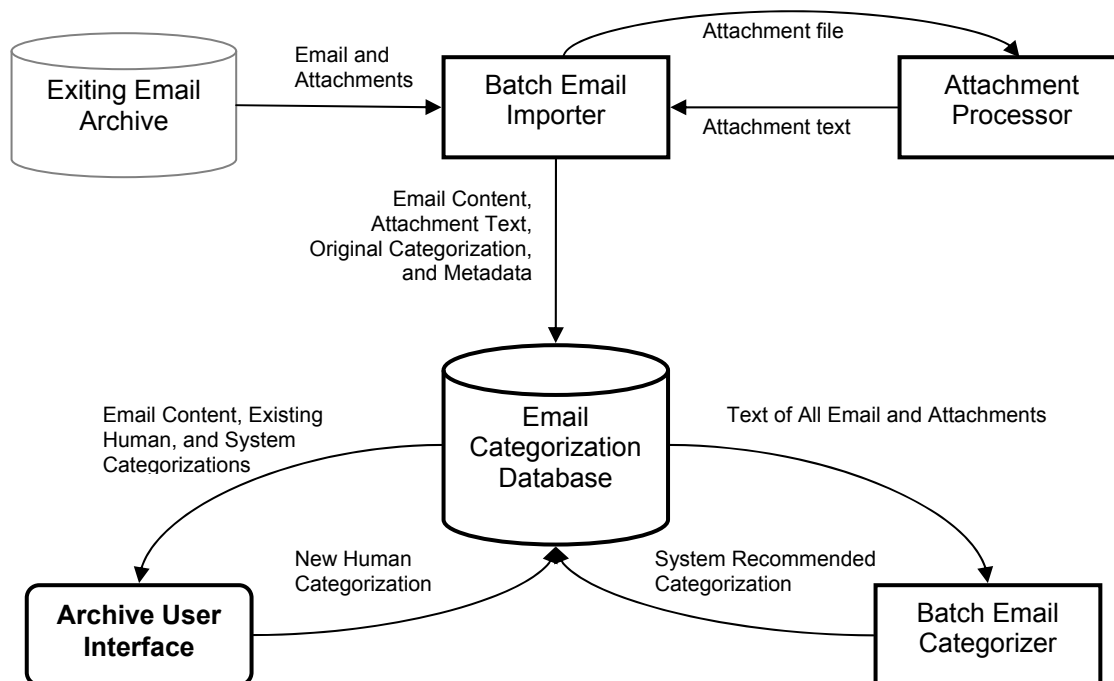 Attachment file
Email and
Attachments
Exiting Email
Archive
Batch Email
Importer
Attachment
Processor
Attachment text
Email Content,
Attachment Text,
Original Categorization,
and Metadata
Email Content, Existing
Human, and System
Categorizations
Email
Categorization
Database
Text of All Email and Attachments
New Human
Categorization
System Recommended
Categorization
Archive User
Interface
Batch Email
Categorizer